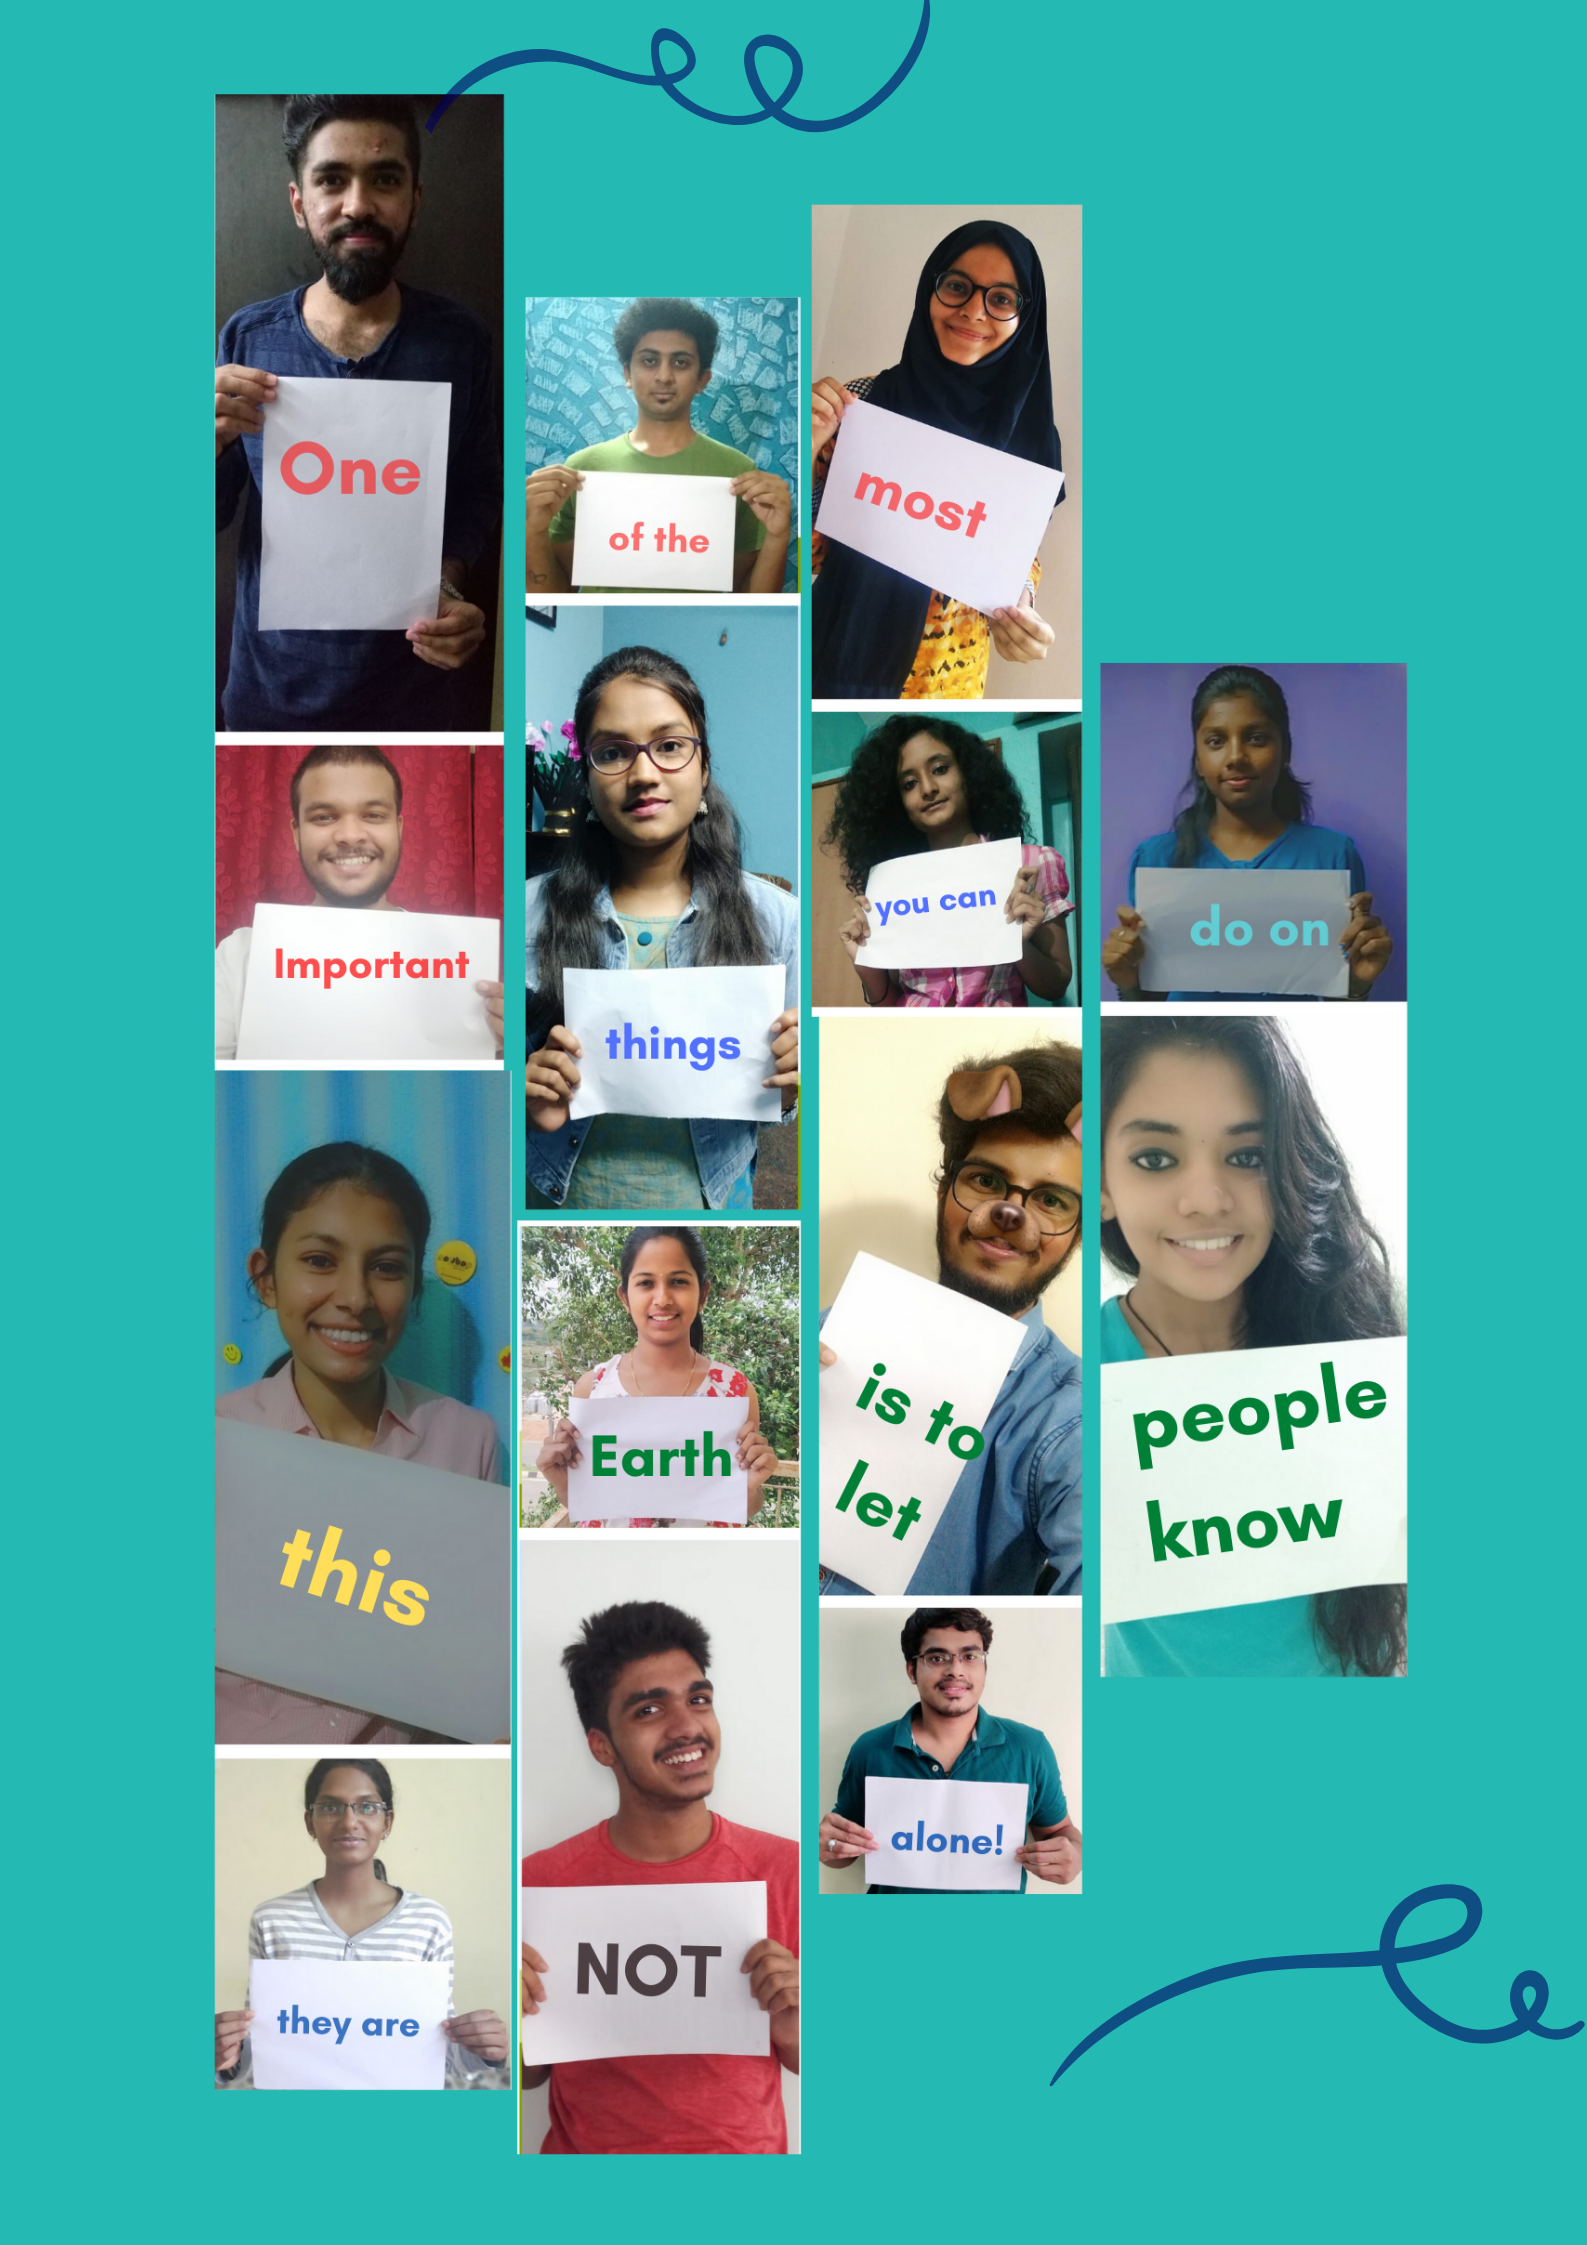 One
of the
most
Important
things
you can
do on
this
Earth
is to
let
people
know
they are
NOT
alone!